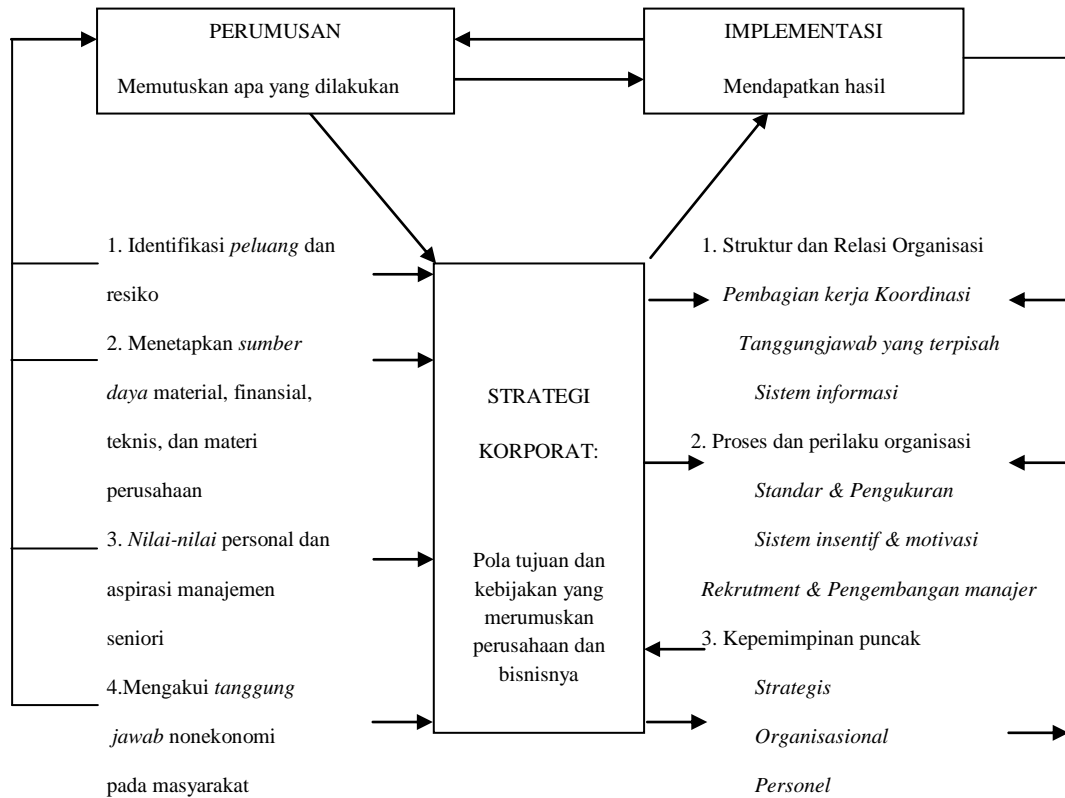 PERUMUSAN
Memutuskan apa yang dilakukan
IMPLEMENTASI
Mendapatkan hasil
1. Identifikasi peluang dan
resiko
2. Menetapkan sumber
daya material, finansial,
teknis, dan materi
perusahaan
3. Nilai-nilai personal dan
aspirasi manajemen
seniori
4.Mengakui tanggung
jawab nonekonomi
pada masyarakat
STRATEGI
KORPORAT:
Pola tujuan dan
kebijakan yang
merumuskan
perusahaan dan
bisnisnya
1. Struktur dan Relasi Organisasi
Pembagian kerja Koordinasi
Tanggungjawab yang terpisah
Sistem informasi
2. Proses dan perilaku organisasi
Standar & Pengukuran
Sistem insentif & motivasi
Rekrutment & Pengembangan manajer
3. Kepemimpinan puncak
Strategis
Organisasional
Personel